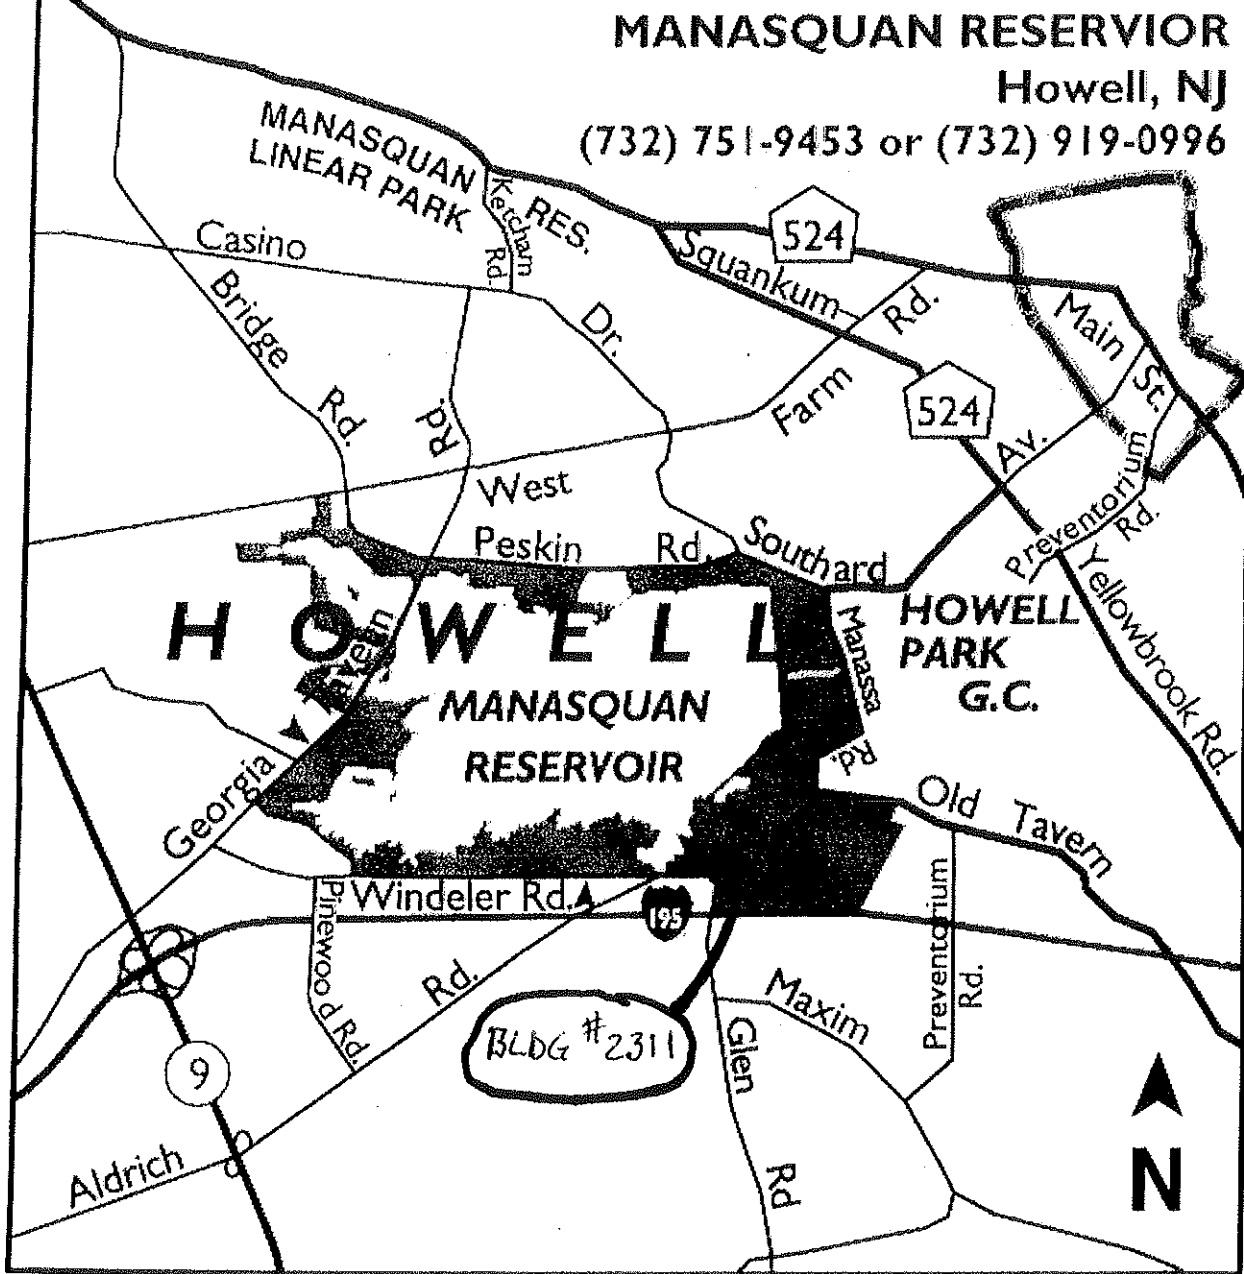 MANASQUAN RESERVIOR
Howell, NJ
(732) 751-9453 or (732) 919-0996
MANASQUAN
LINEAR PARK
RES.
Ketcham
Rd.
524
Casino
Dr.
Squankum
Rd.
Main
St.
Bridge
Rd.
Rd.
Farm
524
Av.
West
Preventorium
Rd.
Peskin Rd.
Southard
HOWELL
Tavern
Manassa
Rd.
HOWELL
PARK
G.C.
Yellowbrook Rd.
MANASQUAN
RESERVOIR
Georgia
Old Tavern
Windeler Rd.
195
Pinewood Rd.
Rd.
Preventorium
Rd.
Maxim
BLDG #2311
Glen
Rd
9
Aldrich
N